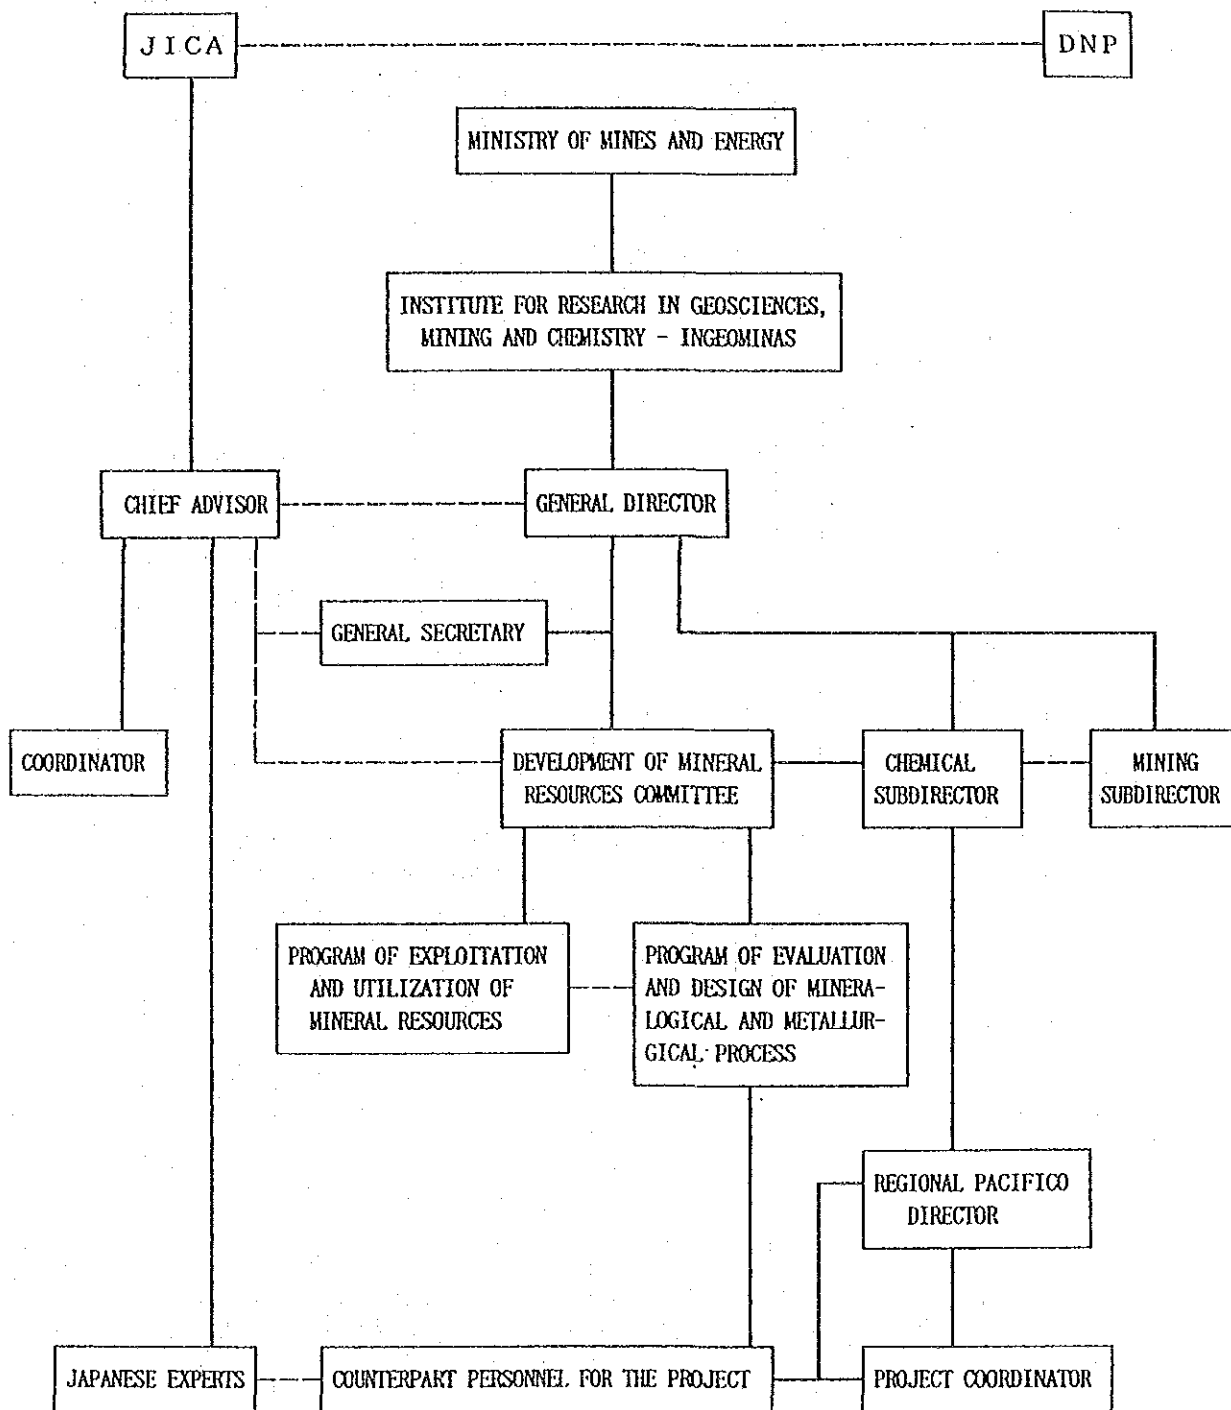 JICA
DNP
MINISTRY OF MINES AND ENERGY
INSTITUTE FOR RESEARCH IN GEOSCIENCES,
MINING AND CHEMISTRY - INGEOMINAS
CHIEF ADVISOR
GENERAL DIRECTOR
GENERAL SECRETARY
COORDINATOR
DEVELOPMENT OF MINERAL
RESOURCES COMMITTEE
CHEMICAL
SUBDIRECTOR
MINING
SUBDIRECTOR
PROGRAM OF EXPLOITATION
AND UTILIZATION OF
MINERAL RESOURCES
PROGRAM OF EVALUATION
AND DESIGN OF MINERA-
LOGICAL AND METALLUR-
GICAL PROCESS
REGIONAL PACIFICO
DIRECTOR
JAPANESE EXPERTS
COUNTERPART PERSONNEL FOR THE PROJECT
PROJECT COORDINATOR